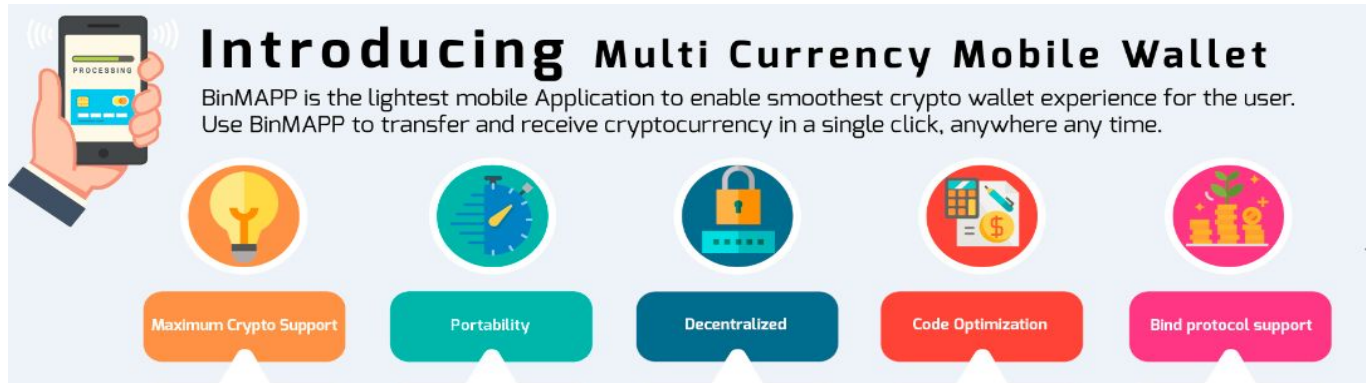 PROCESSING
Introducing Multi Currency Mobile Wallet
BinMAPP is the lightest mobile Application to enable smoothest crypto wallet experience for the user.
Use BinMAPP to transfer and receive cryptocurrency in a single click, anywhere any time.
Maximum Crypto Support
Portability
Decentralized
Code Optimization
Bind protocol support